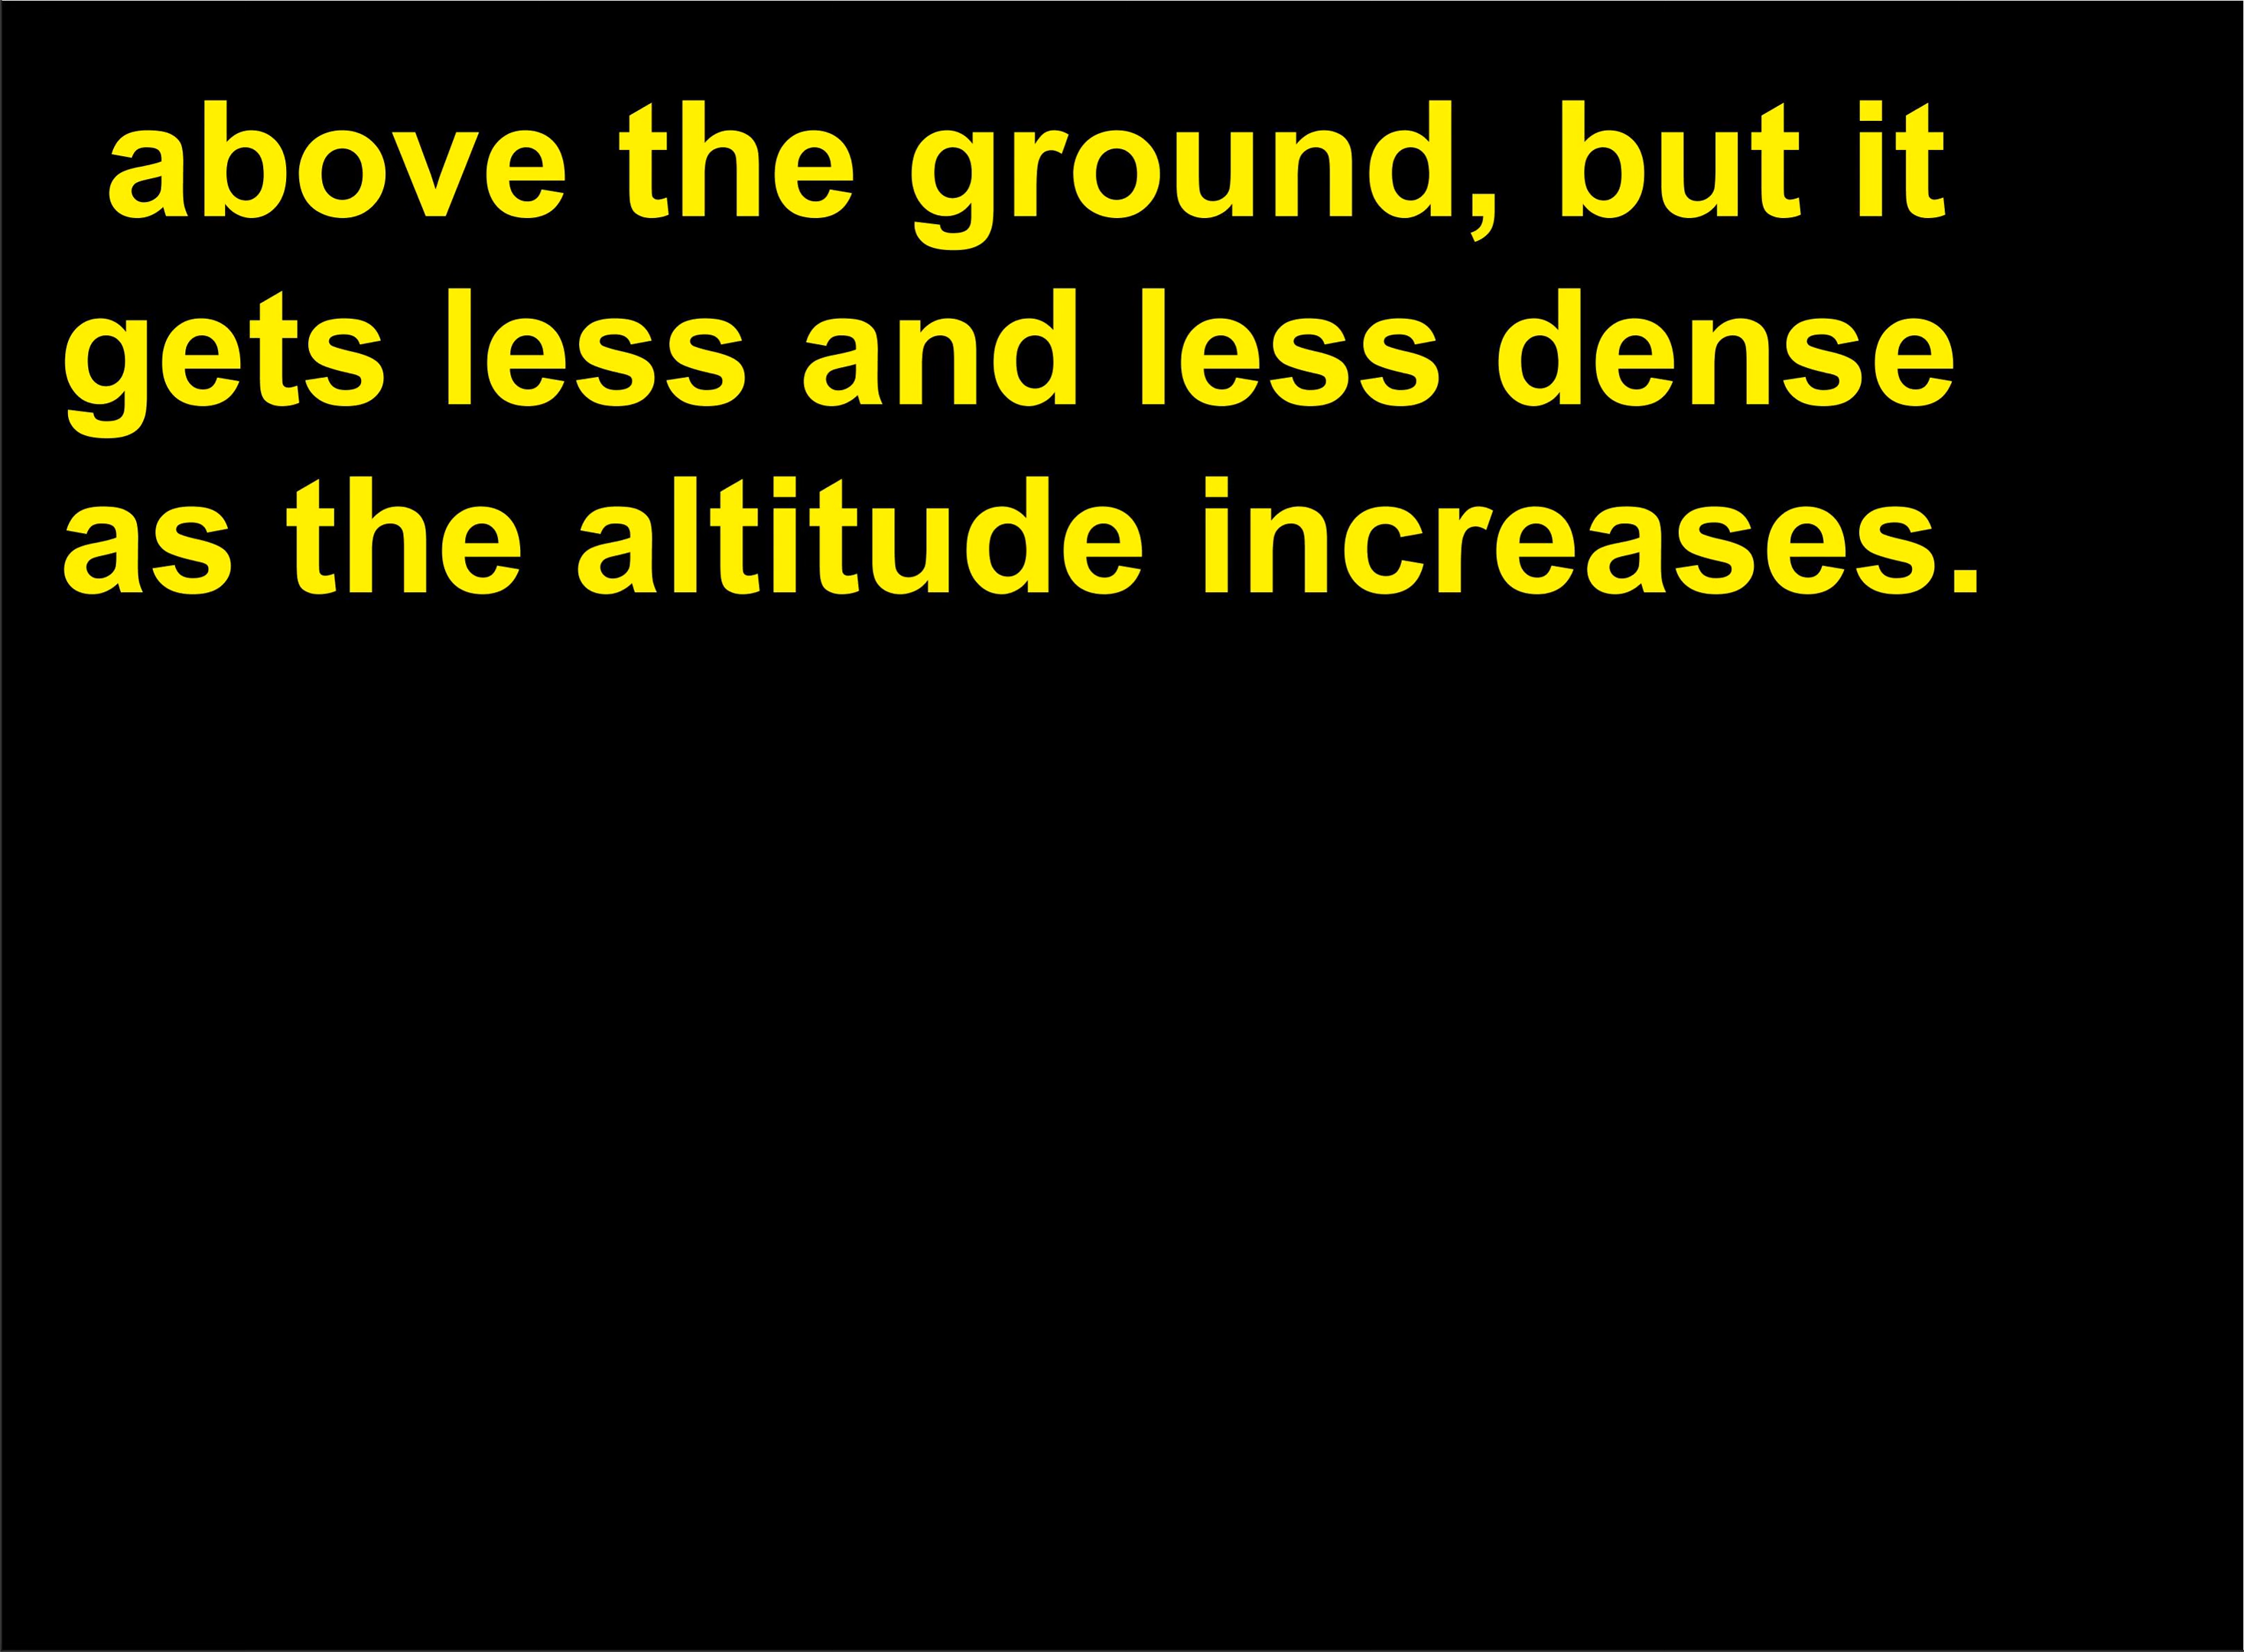 above the ground, but it
gets less and less dense
as the altitude increases.